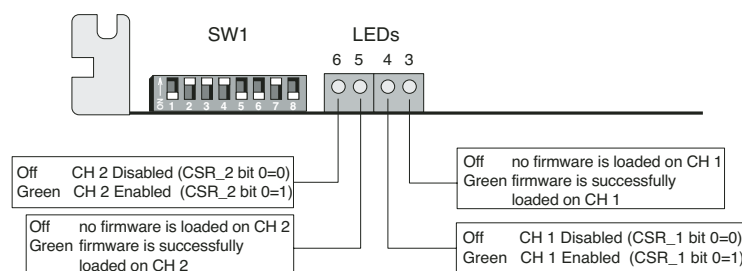 SW1 LEDs
6 5 4 3
ON
1 2 3 4 5 6 7 8
Off CH 2 Disabled (CSR_2 bit 0=0)
Green CH 2 Enabled (CSR_2 bit 0=1)
Off no firmware is loaded on CH 2
Green firmware is successfully
loaded on CH 2
Off no firmware is loaded on CH 1
Green firmware is successfully
loaded on CH 1
Off CH 1 Disabled (CSR_1 bit 0=0)
Green CH 1 Enabled (CSR_1 bit 0=1)